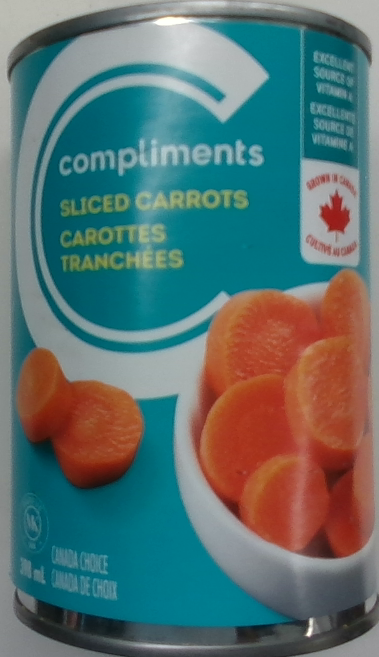 compliments
SLICED CARROTS
CAROTTES
TRANCHÉES
EXCELLENT
SOURCE OF
VITAMIN A
EXCELLENTE
SOURCE DE
VITAMINE A
GROWN IN CANADA
CULTIVÉ AU CANADA
MK
mL
CANADA CHOICE
CANADA DE CHOIX